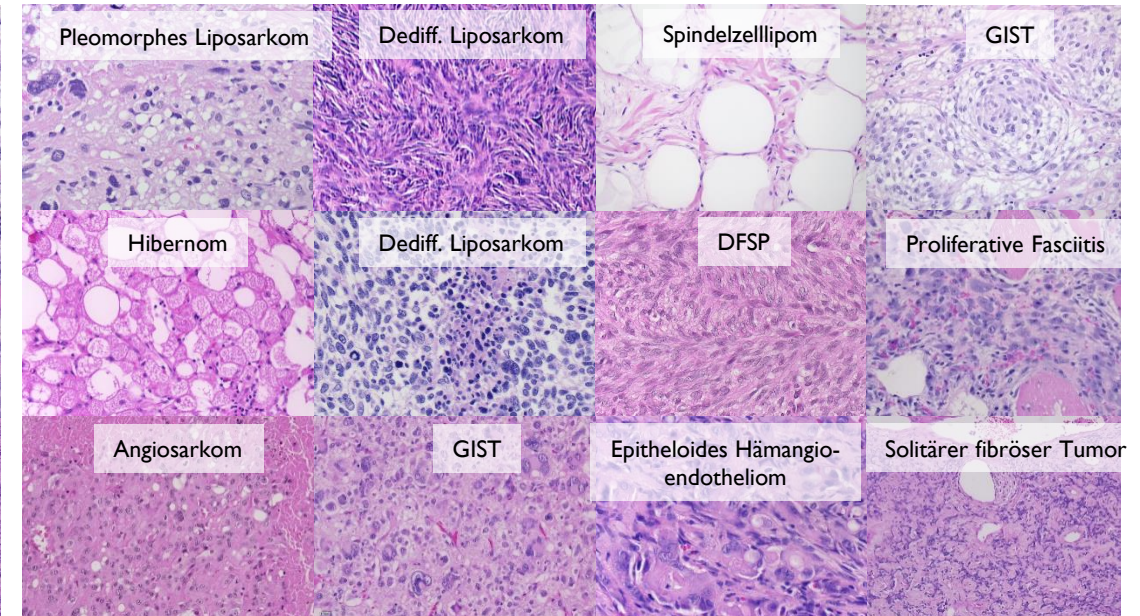 Pleomorphes Liposarkom
Dediff. Liposarkom
Spindelzelllipom
GIST
Hibernom
Dediff. Liposarkom
DFSP
Proliferative Fasciitis
Angiosarkom
GIST
Epitheloides Hämangio-
endotheliom
Solitärer fibröser Tumor